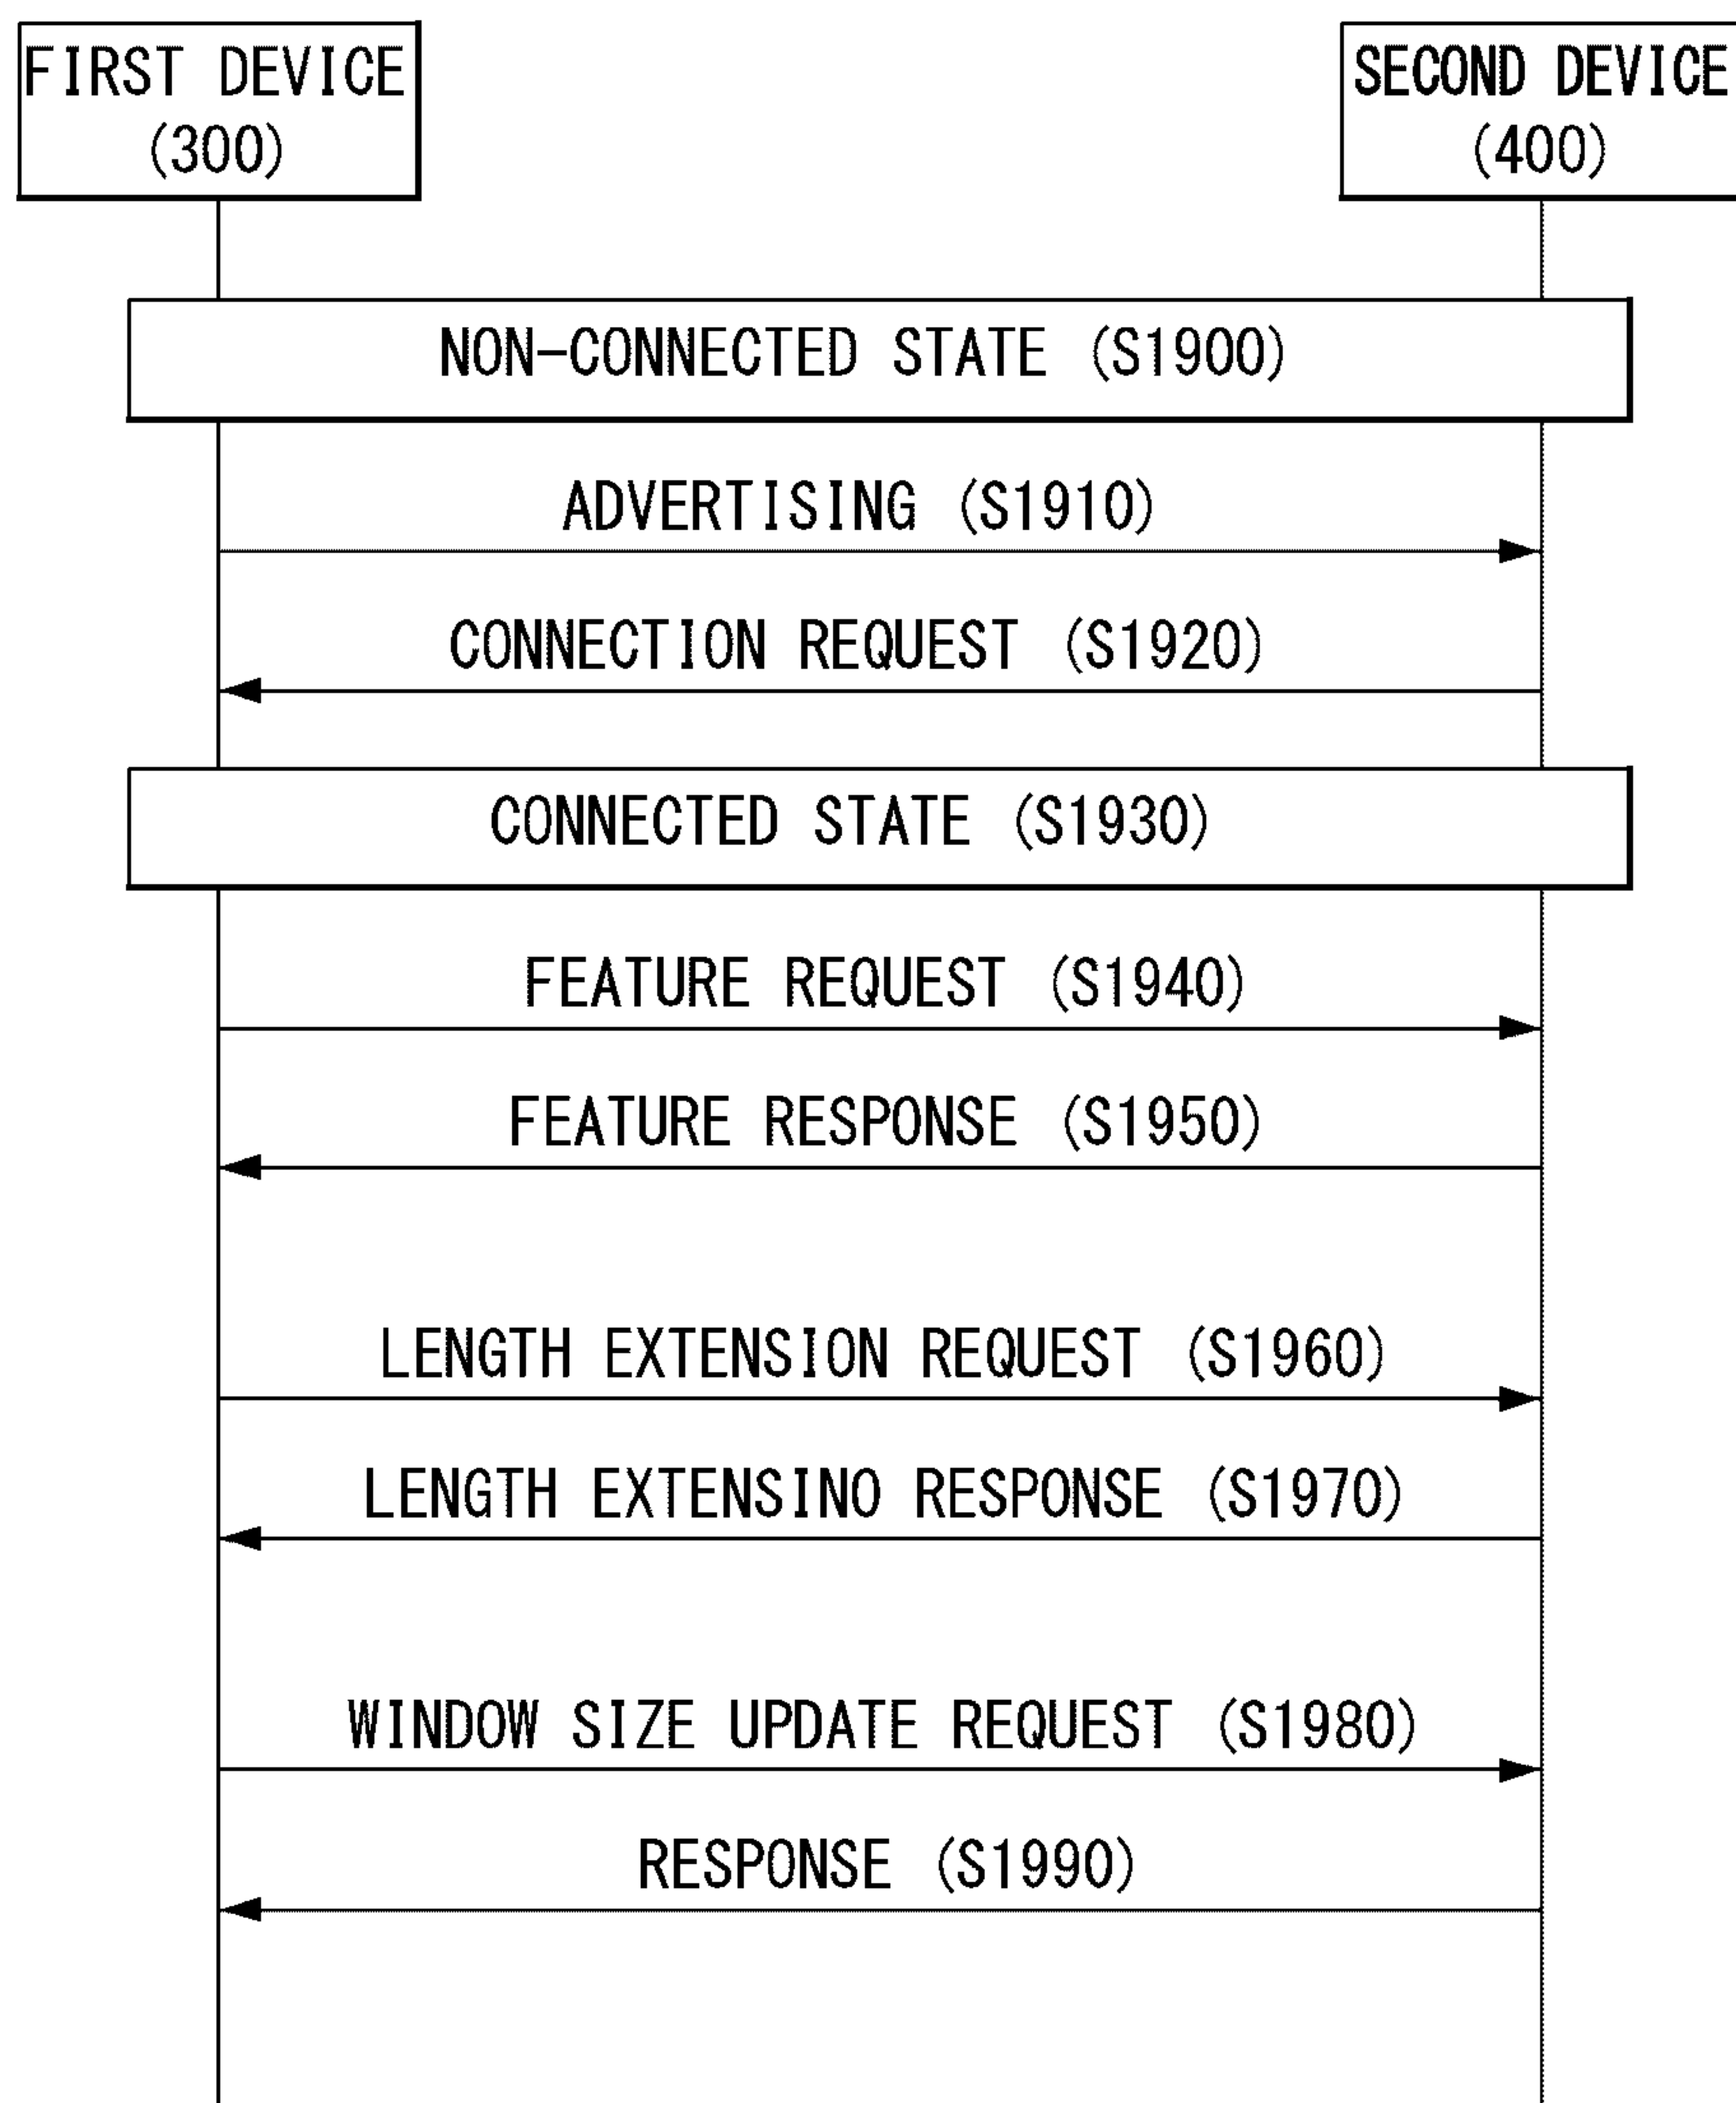 FIRST DEVICE
(300)
SECOND DEVICE
(400)
NON-CONNECTED STATE (S1900)
ADVERTISING (S1910)
CONNECTION REQUEST (S1920)
CONNECTED STATE (S1930)
FEATURE REQUEST (S1940)
FEATURE RESPONSE (S1950)
LENGTH EXTENSION REQUEST (S1960)
LENGTH EXTENSINO RESPONSE (S1970)
WINDOW SIZE UPDATE REQUEST (S1980)
RESPONSE (S1990)